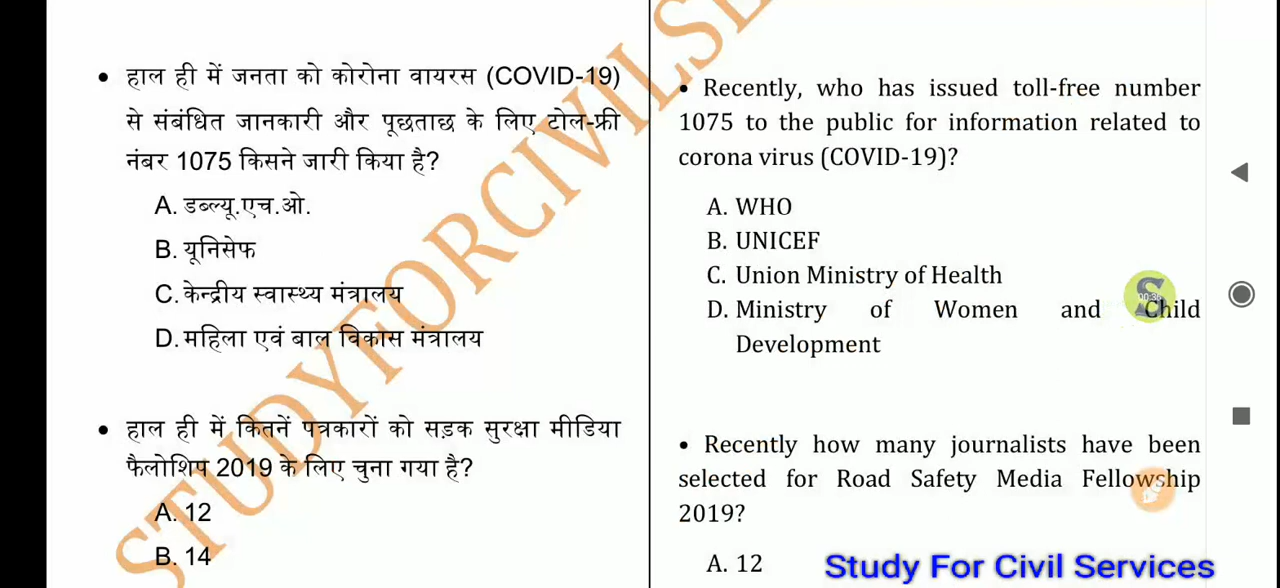 • हाल ही में जनता को कोरोना वायरस (COVID-19)
से संबंधित जानकारी और पूछताछ के लिए टोल-फ्री
नंबर 1075 किसने जारी किया है?
A. डब्ल्यू.एच.ओ.
B. यूनिसेफ
C. केन्द्रीय स्वास्थ्य मंत्रालय
D. महिला एवं बाल विकास मंत्रालय
• हाल ही में कितनें पत्रकारों को सड़क सुरक्षा मीडिया
फैलोशिप 2019 के लिए चुना गया है?
A. 12
B. 14
• Recently, who has issued toll-free number
1075 to the public for information related to
corona virus (COVID-19)?
A. WHO
B. UNICEF
C. Union Ministry of Health
D. Ministry of Women and Child
Development
• Recently how many journalists have been
selected for Road Safety Media Fellowship
2019?
A. 12
Study For Civil Services
STUDYFORCIVILSE